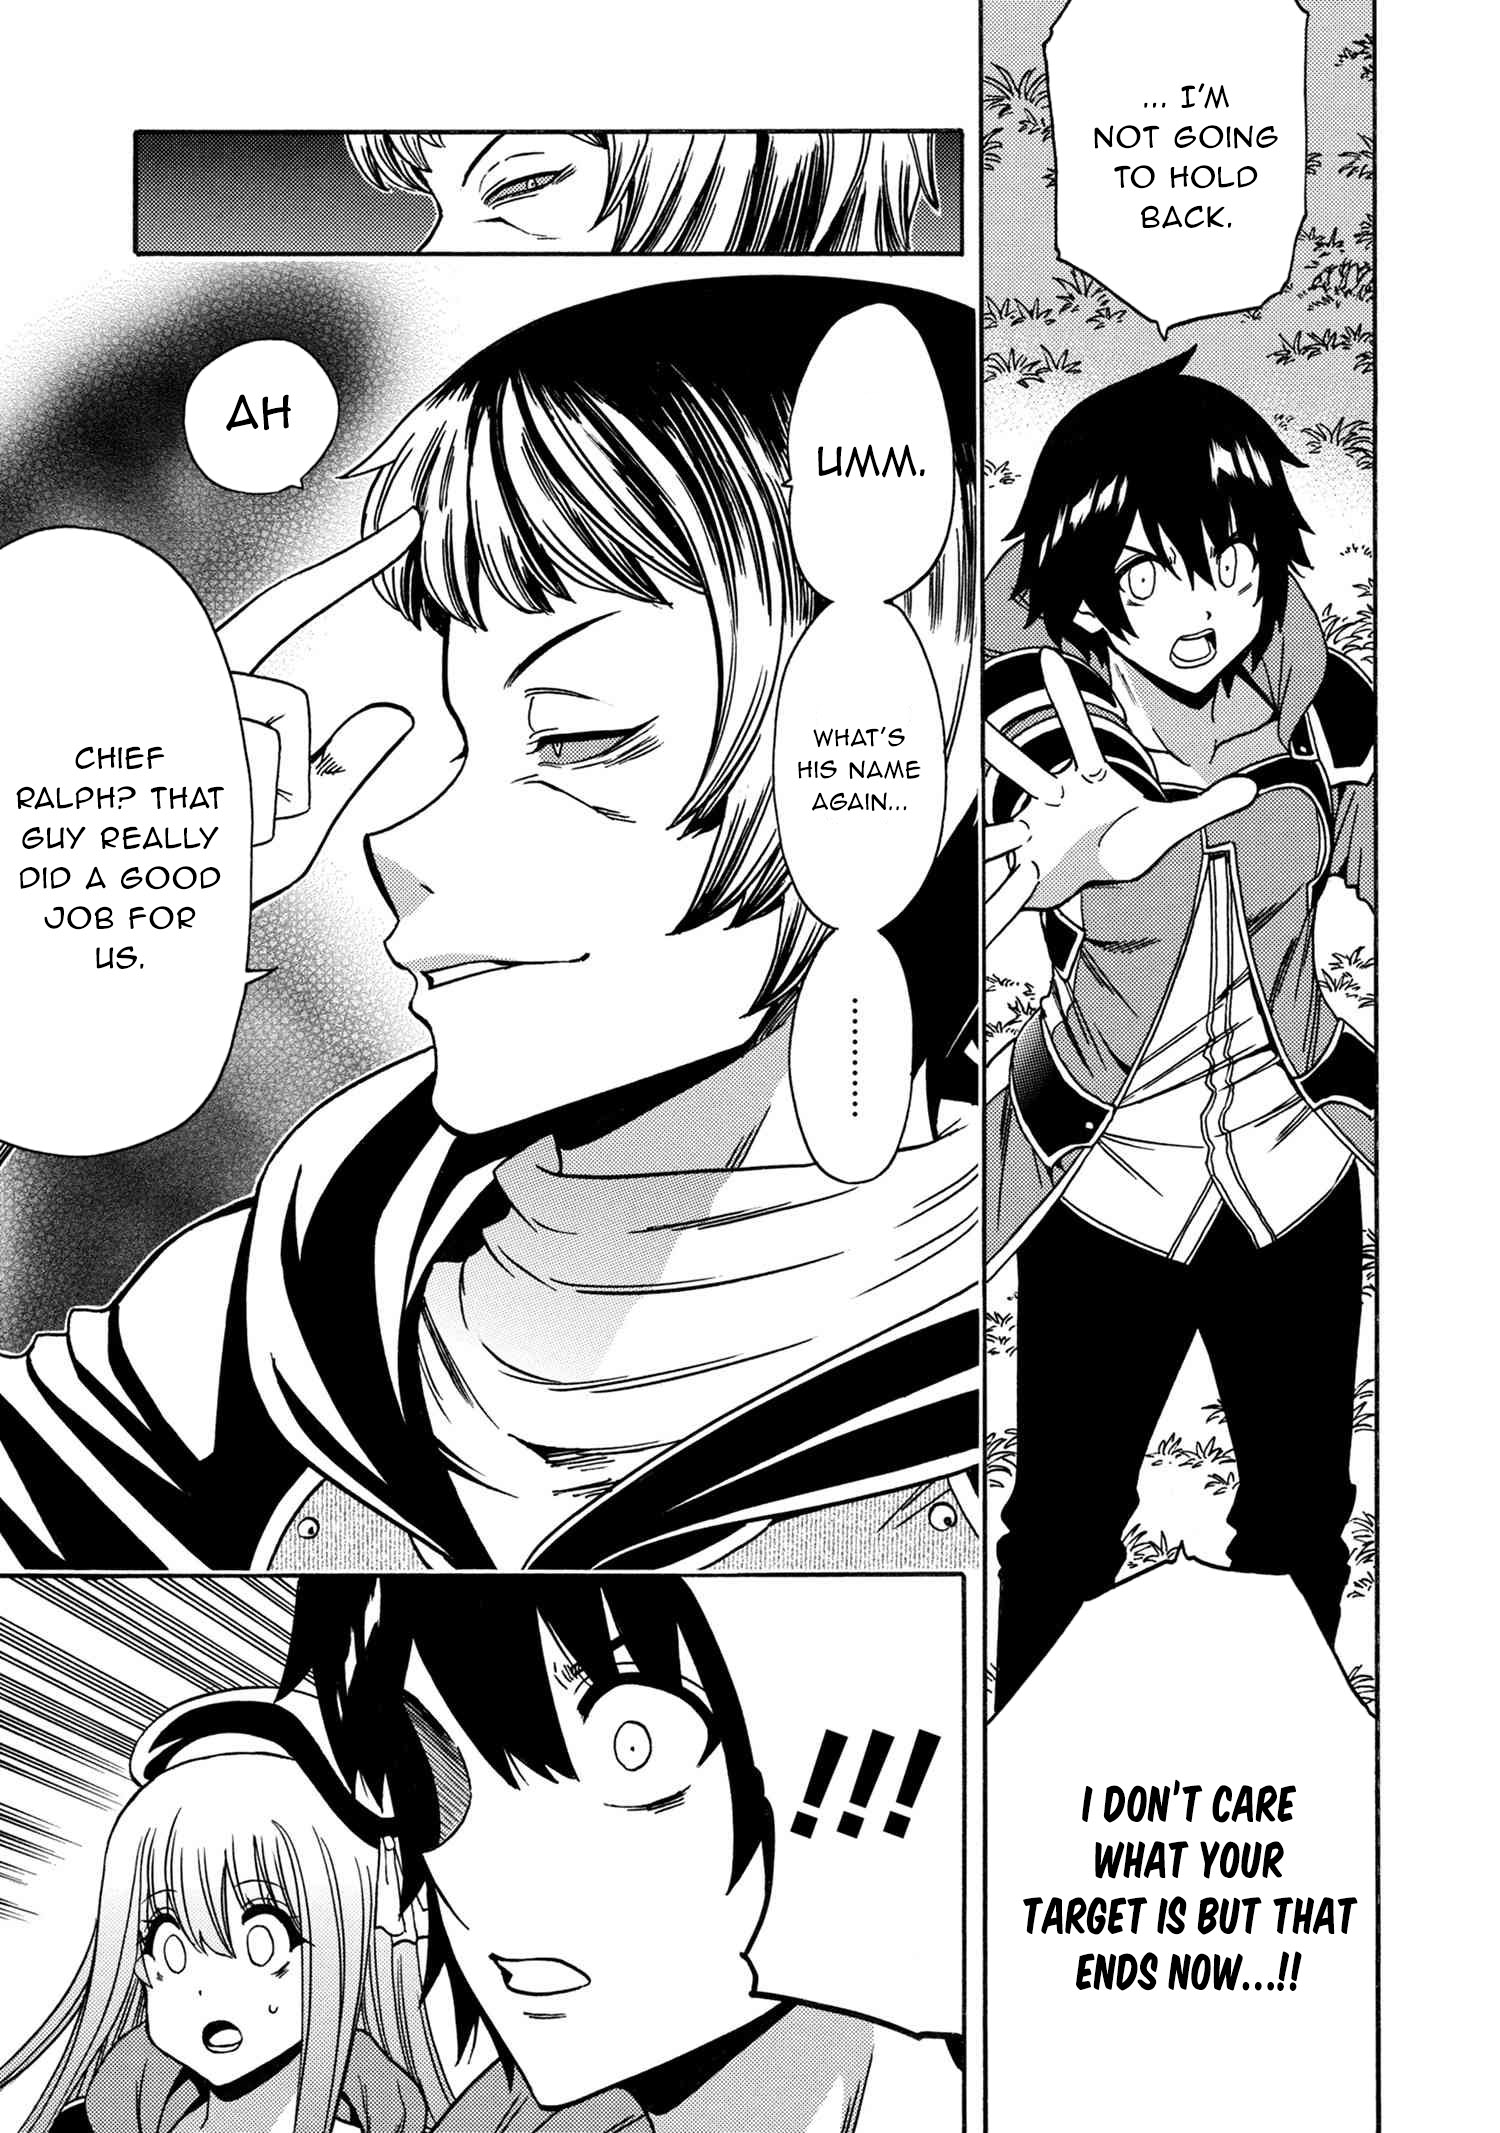 ... I'M
NOT GOING
TO HOLD
BACK.
I DON'T CARE
WHAT YOUR
TARGET IS BUT THAT
ENDS NOW...!!
UMM.
WHAT'S
HIS NAME
AGAIN...
..........
AH
CHIEF
RALPH? THAT
GUY REALLY
DID A GOOD
JOB FOR
US.
!!!